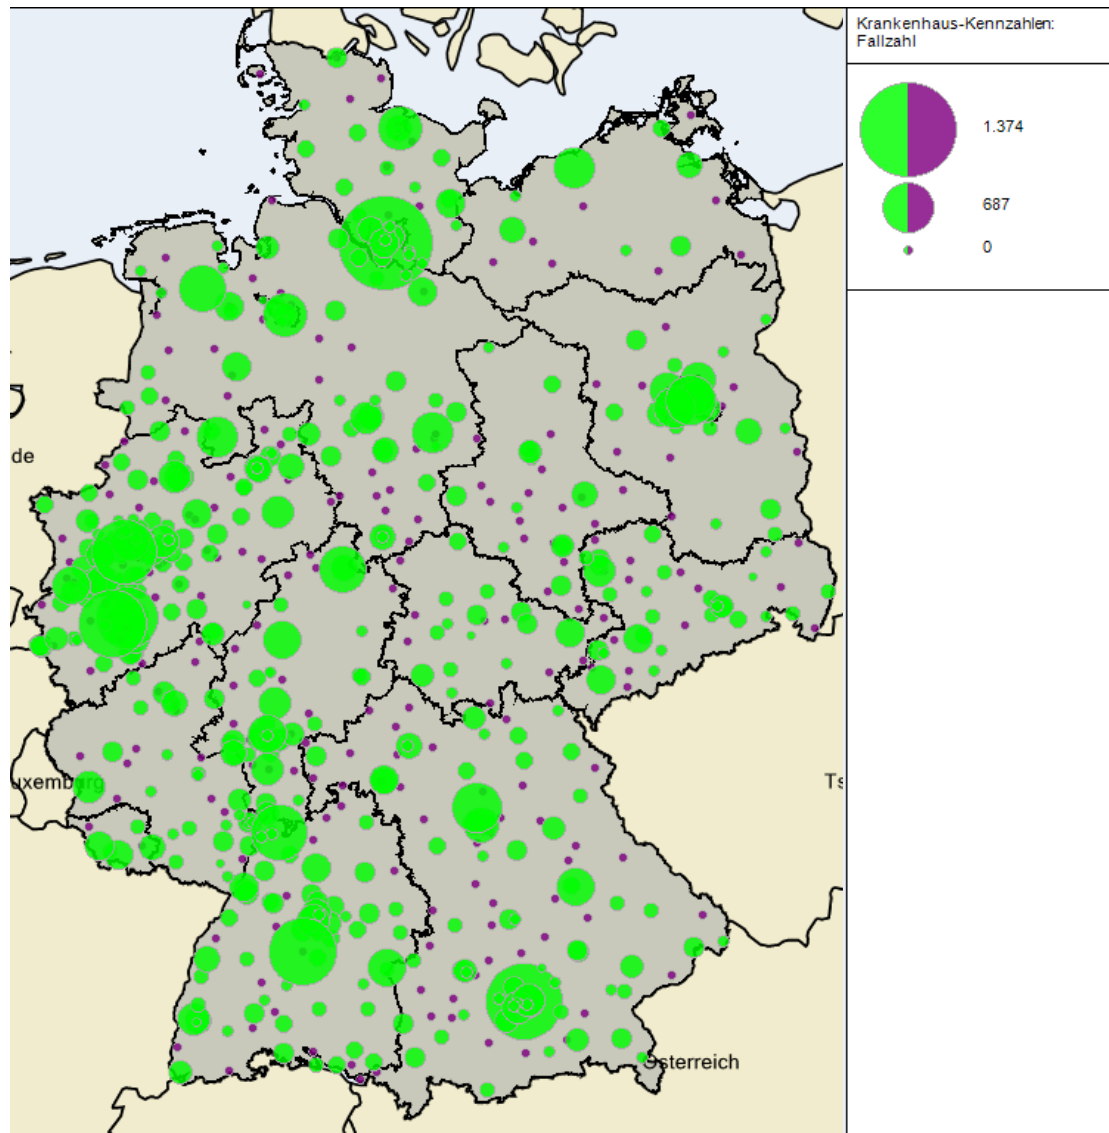 Krankenhaus-Kennzahlen:
Fallzahl
1.374
687
0
de
uxemburg
Ts
Österreich